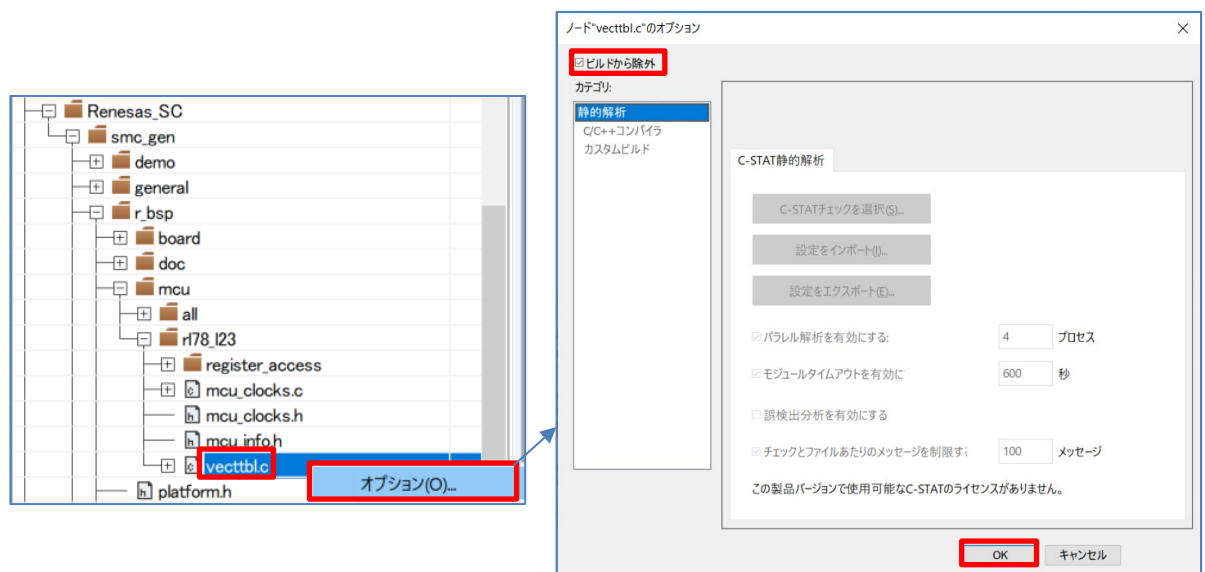 Renesas_SC
smc_gen
demo
general
r_bsp
board
doc
mcu
all
rl78_l23
register_access
mcu_clocks.c
mcu_clocks.h
mcu_info.h
vecttbl.c
オプション(O)...
platform.h
ノード"vecttbl.c"のオプション
ビルドから除外
カテゴリ:
静的解析
C/C++コンパイラ
カスタムビルド
C-STAT静的解析
C-STATチェックを選択(S)...
設定をインポート(I)...
設定をエクスポート(E)...
パラレル解析を有効にする: 4 プロセス
モジュールタイムアウトを有効に 600 秒
誤検出分析を有効にする
チェックとファイルあたりのメッセージを制限す 100 メッセージ
この製品バージョンで使用可能なC-STATのライセンスがありません。
OK キャンセル